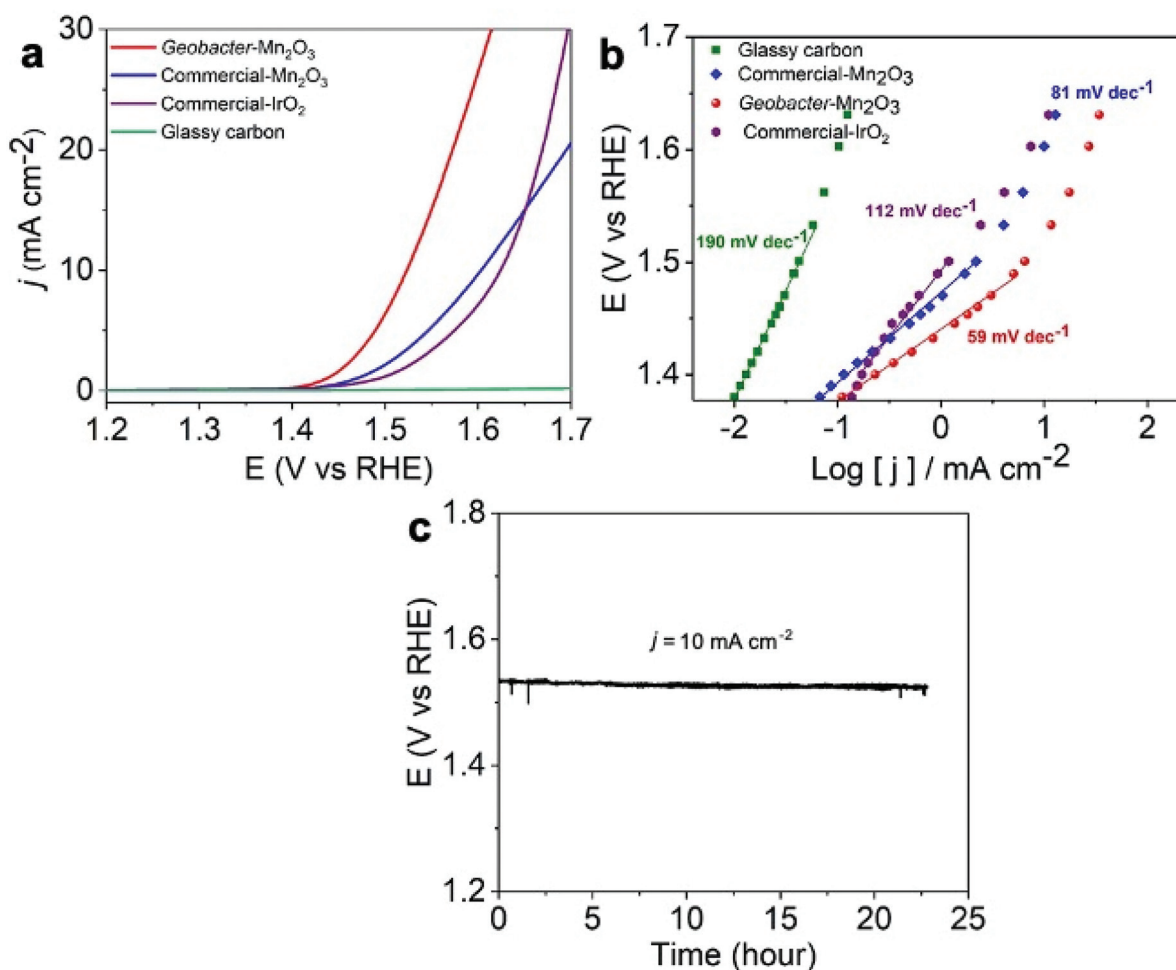 a
30
20
10
0
j (mA cm⁻²)
Geobacter-Mn₂O₃
Commercial-Mn₂O₃
Commercial-IrO₂
Glassy carbon
1.2 1.3 1.4 1.5 1.6 1.7
E (V vs RHE)
b
1.7
1.6
1.5
1.4
E (V vs RHE)
Glassy carbon
Commercial-Mn₂O₃
Geobacter-Mn₂O₃
Commercial-IrO₂
81 mV dec⁻¹
112 mV dec⁻¹
190 mV dec⁻¹
59 mV dec⁻¹
-2 -1 0 1 2
Log [ j ] / mA cm⁻²
c
1.8
1.6
1.4
1.2
E (V vs RHE)
j = 10 mA cm⁻²
0 5 10 15 20 25
Time (hour)